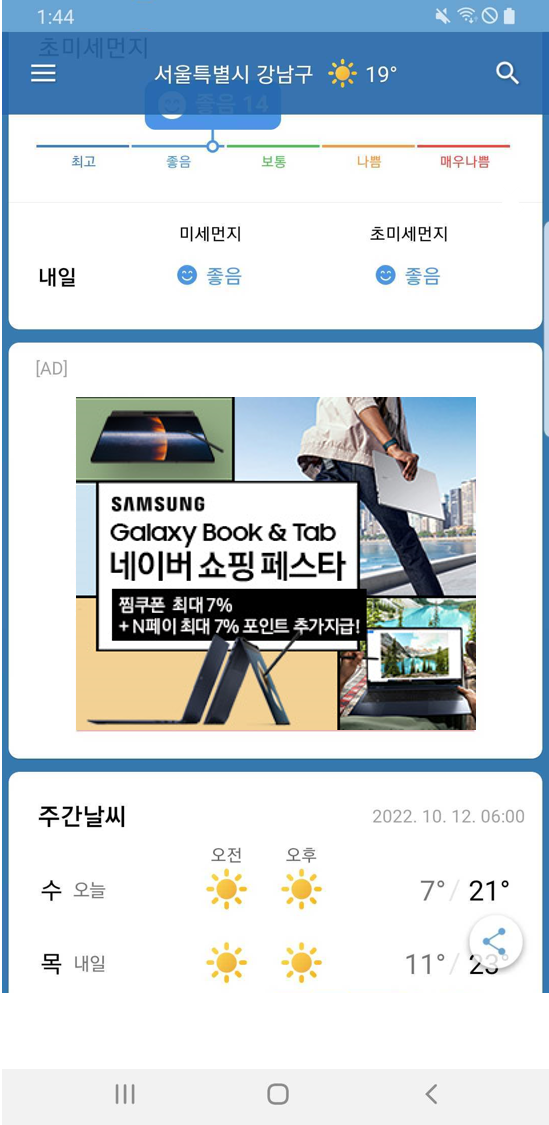 1:44
초미세먼지
서울특별시 강남구 19°
좋음 14
최고 좋음 보통 나쁨 매우나쁨
미세먼지 초미세먼지
내일 좋음 좋음
[AD]
SAMSUNG
Galaxy Book & Tab
네이버 쇼핑 페스타
찜쿠폰 최대 7%
+ N페이 최대 7% 포인트 추가지급!
주간날씨 2022. 10. 12. 06:00
오전 오후
수 오늘 7° / 21°
목 내일 11° / 23°